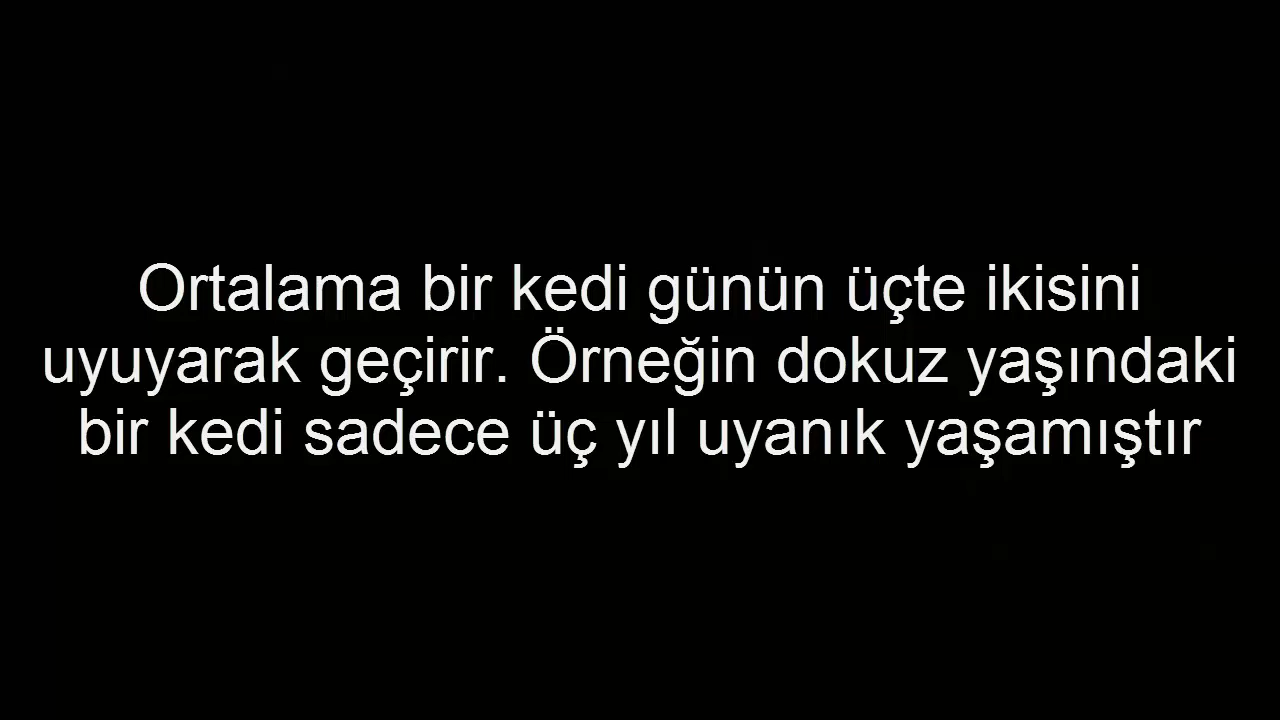 Ortalama bir kedi günün üçte ikisini
uyuyarak geçirir. Örneğin dokuz yaşındaki
bir kedi sadece üç yıl uyanık yaşamıştır